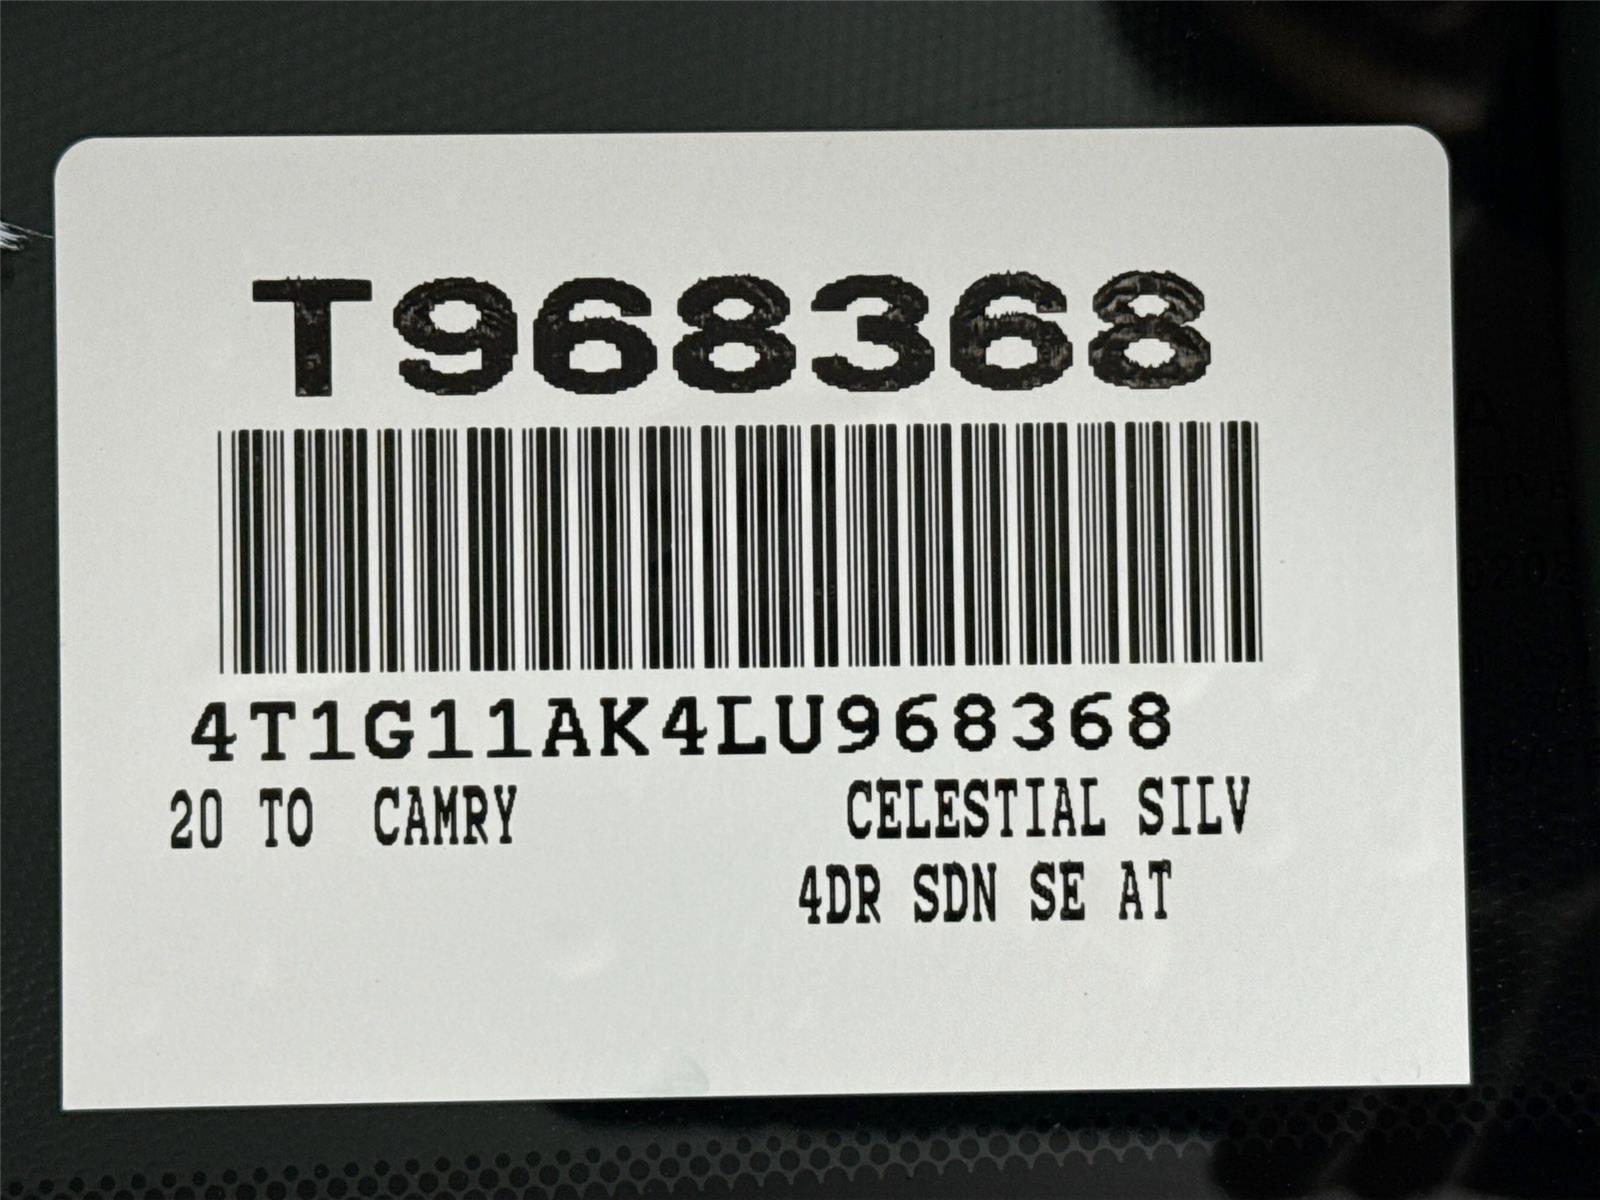 T968368
4T1G11AK4LU968368
20 TO CAMRY CELESTIAL SILV
4DR SDN SE AT